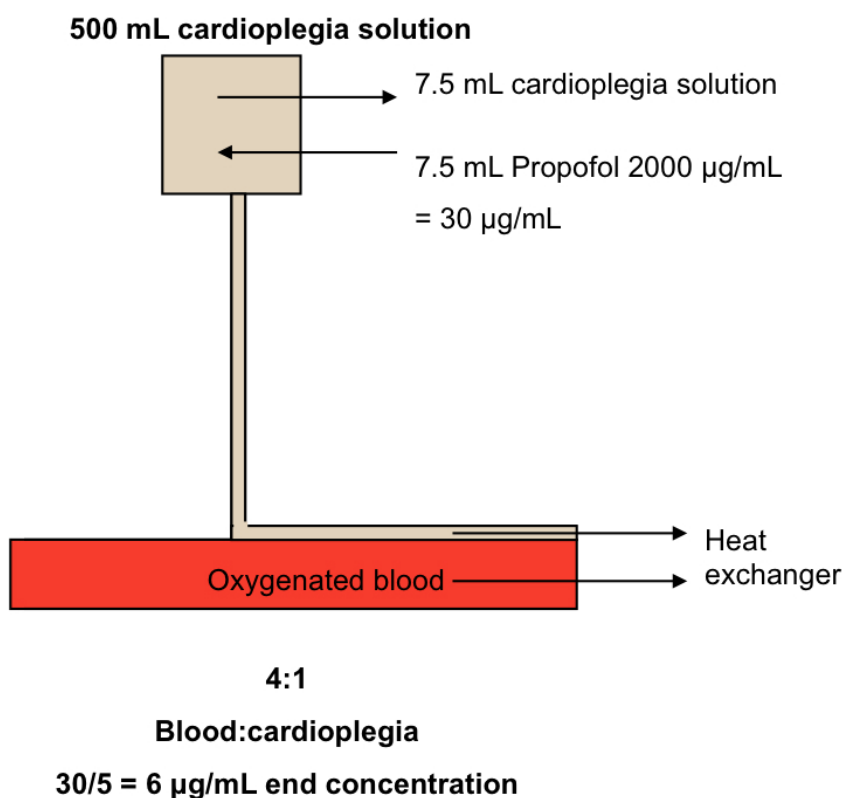 500 mL cardioplegia solution
7.5 mL cardioplegia solution
7.5 mL Propofol 2000 µg/mL
= 30 µg/mL
Heat
exchanger
Oxygenated blood
4:1
Blood:cardioplegia
30/5 = 6 µg/mL end concentration